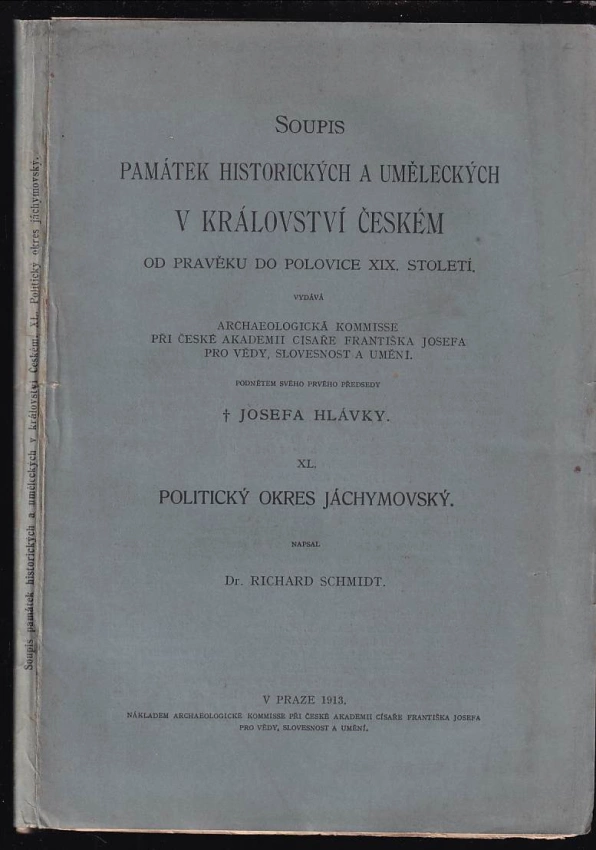 Soupis
PAMÁTEK HISTORICKÝCH A UMĚLECKÝCH
V KRÁLOVSTVÍ ČESKÉM
OD PRAVĚKU DO POLOVICE XIX. STOLETÍ.
VYDÁVÁ
ARCHAEOLOGICKÁ KOMMISSE
PŘI ČESKÉ AKADEMII CÍSAŘE FRANTIŠKA JOSEFA
PRO VĚDY, SLOVESNOST A UMĚNÍ.
PODNĚTEM SVÉHO PRVÉHO PŘEDSEDY
† JOSEFA HLÁVKY.
XL.
POLITICKÝ OKRES JÁCHYMOVSKÝ.
NAPSAL
Dr. RICHARD SCHMIDT.
V PRAZE 1913.
NÁKLADEM ARCHAEOLOGICKÉ KOMMISSE PŘI ČESKÉ AKADEMII CÍSAŘE FRANTIŠKA JOSEFA
PRO VĚDY, SLOVESNOST A UMĚNÍ.
Soupis památek historických a uměleckých v království Českém. XL. Politický okres jáchymovský.